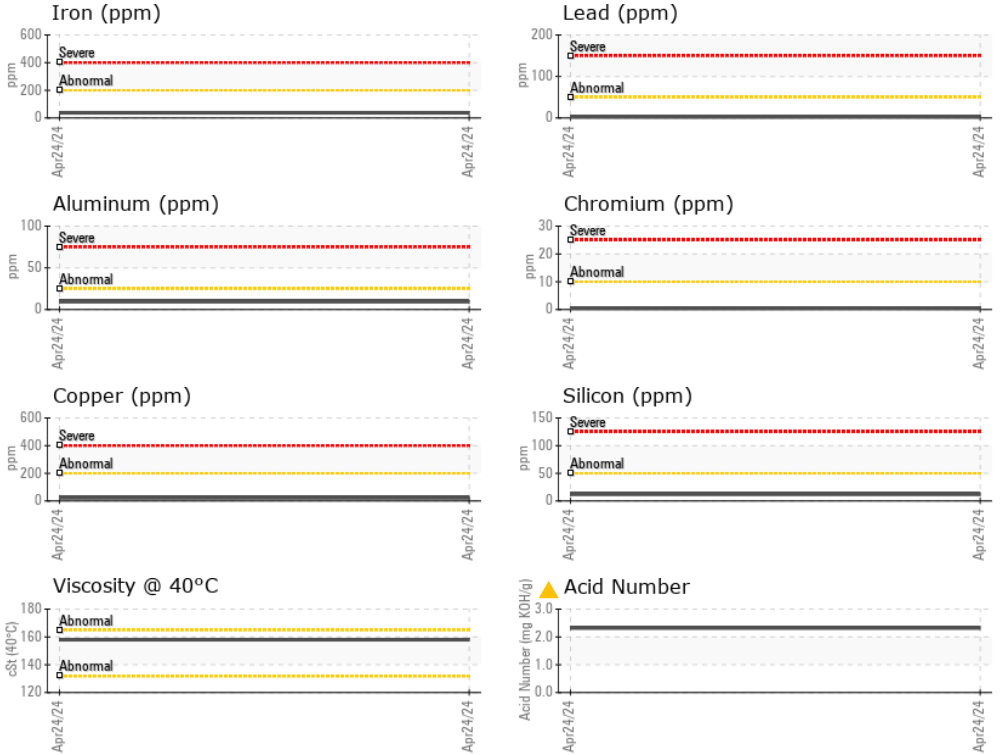 Iron (ppm)
ppm
600
400
200
0
Severe
Abnormal
Apr24/24
Apr24/24
Lead (ppm)
ppm
200
100
0
Severe
Abnormal
Apr24/24
Apr24/24
Aluminum (ppm)
ppm
100
50
0
Severe
Abnormal
Apr24/24
Apr24/24
Chromium (ppm)
ppm
30
20
10
0
Severe
Abnormal
Apr24/24
Apr24/24
Copper (ppm)
ppm
600
400
200
0
Severe
Abnormal
Apr24/24
Apr24/24
Silicon (ppm)
ppm
150
100
50
0
Severe
Abnormal
Apr24/24
Apr24/24
Viscosity @ 40°C
cSt (40°C)
180
160
140
120
Abnormal
Abnormal
Apr24/24
Apr24/24
Acid Number
Acid Number (mg KOH/g)
3.0
2.0
1.0
0.0
Apr24/24
Apr24/24